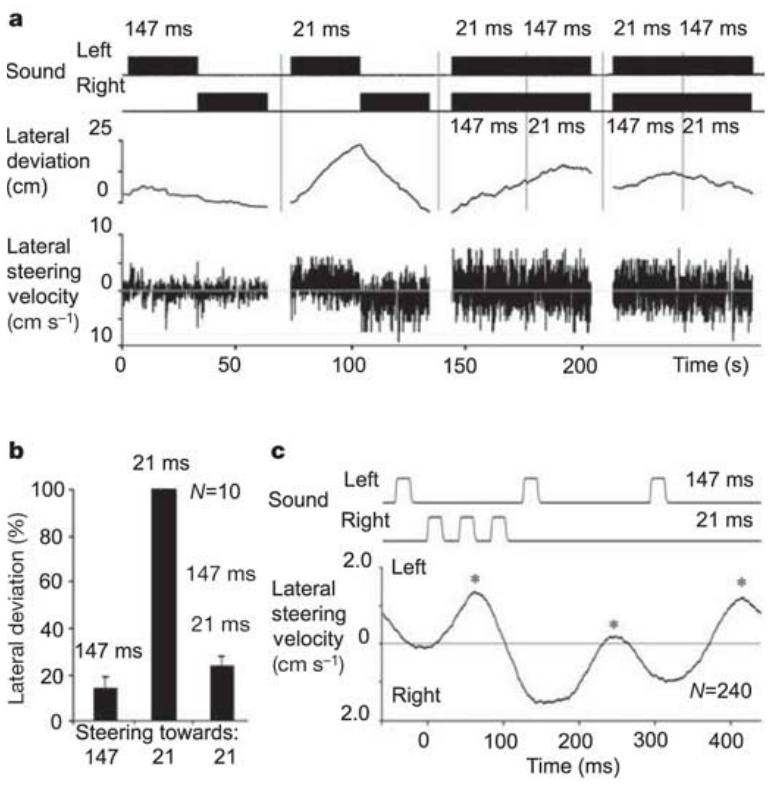 a
147 ms 21 ms 21 ms 147 ms 21 ms 147 ms
Left
Sound
Right
147 ms 21 ms 147 ms 21 ms
Lateral
deviation
(cm)
25
0
Lateral
steering
velocity
(cm s⁻¹)
10
0
10
0 50 100 150 200 Time (s)
b
21 ms
N=10
147 ms
21 ms
147 ms
Lateral deviation (%)
100
80
60
40
20
0
Steering towards:
147 21 21
c
Left 147 ms
Sound
Right 21 ms
2.0 Left
* * *
Lateral
steering
velocity
(cm s⁻¹)
0
Right N=240
2.0
0 100 200 300 400
Time (ms)